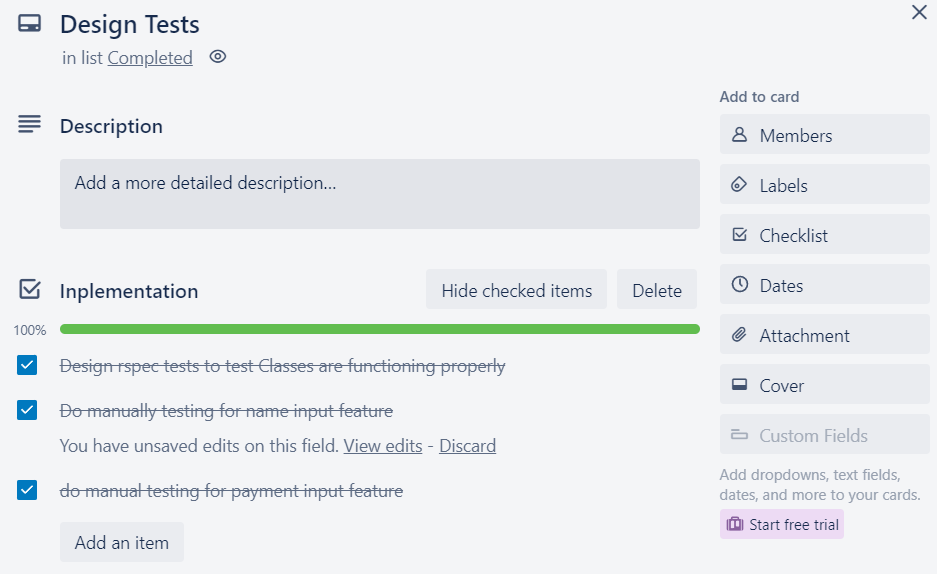 Design Tests
in list Completed
Description
Add a more detailed description...
Inplementation
Hide checked items
Delete
100%
Design rspec tests to test Classes are functioning properly
Do manually testing for name input feature
You have unsaved edits on this field. View edits - Discard
do manual testing for payment input feature
Add an item
Add to card
Members
Labels
Checklist
Dates
Attachment
Cover
Custom Fields
Add dropdowns, text fields,
dates, and more to your cards.
Start free trial